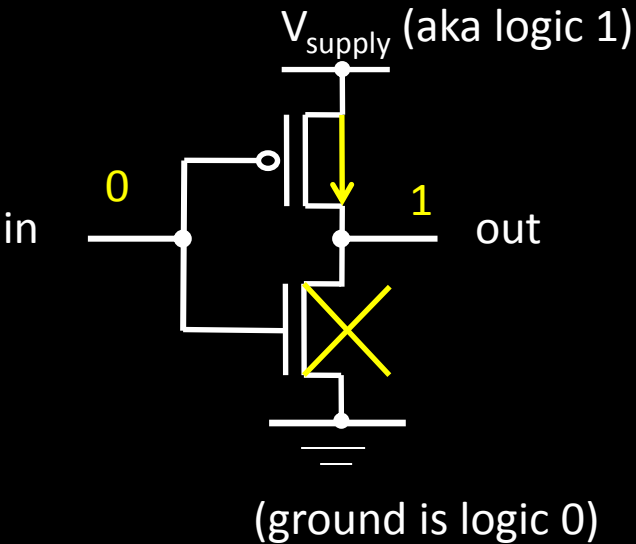 Vsupply (aka logic 1)
0
1
in
out
(ground is logic 0)